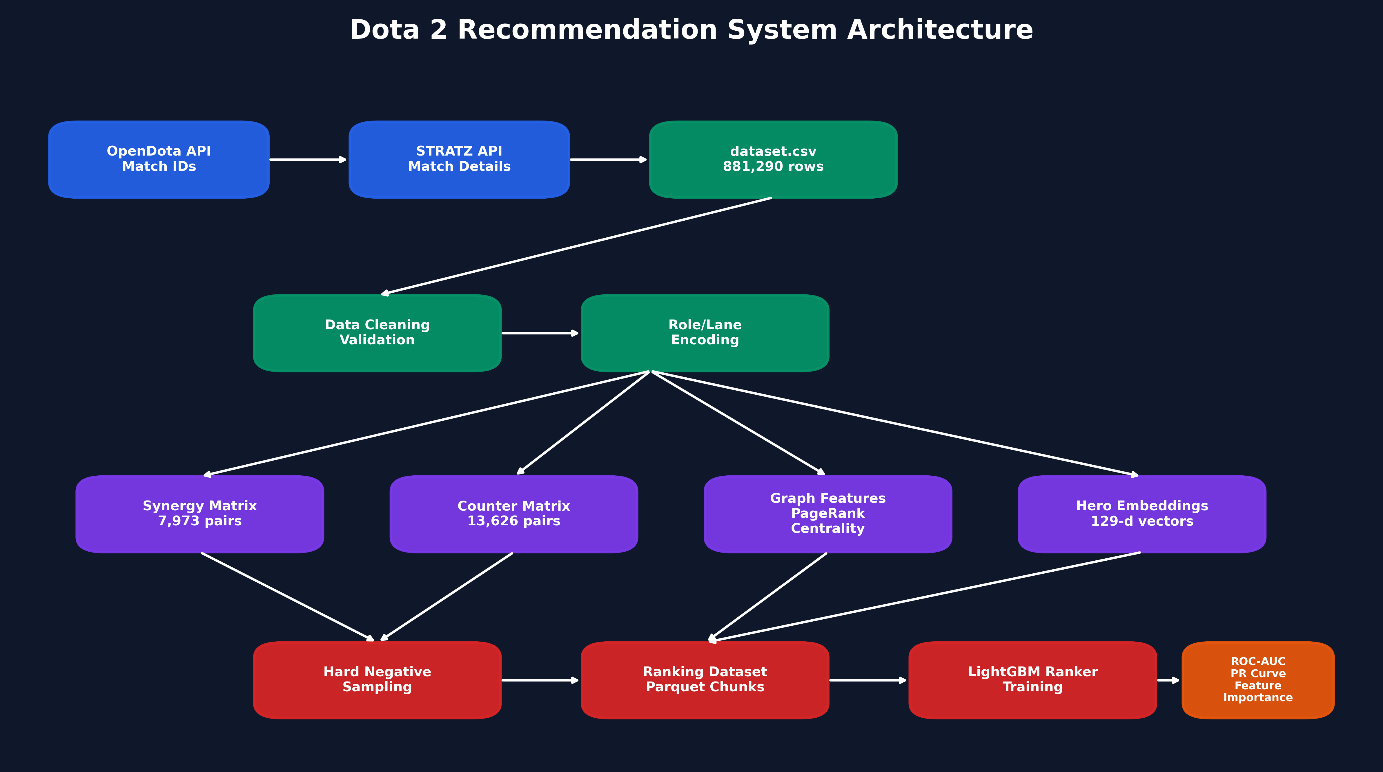 Dota 2 Recommendation System Architecture
OpenDota API
Match IDs
STRATZ API
Match Details
dataset.csv
881,290 rows
Data Cleaning
Validation
Role/Lane
Encoding
Synergy Matrix
7,973 pairs
Counter Matrix
13,626 pairs
Graph Features
PageRank
Centrality
Hero Embeddings
129-d vectors
Hard Negative
Sampling
Ranking Dataset
Parquet Chunks
LightGBM Ranker
Training
ROC-AUC
PR Curve
Feature
Importance